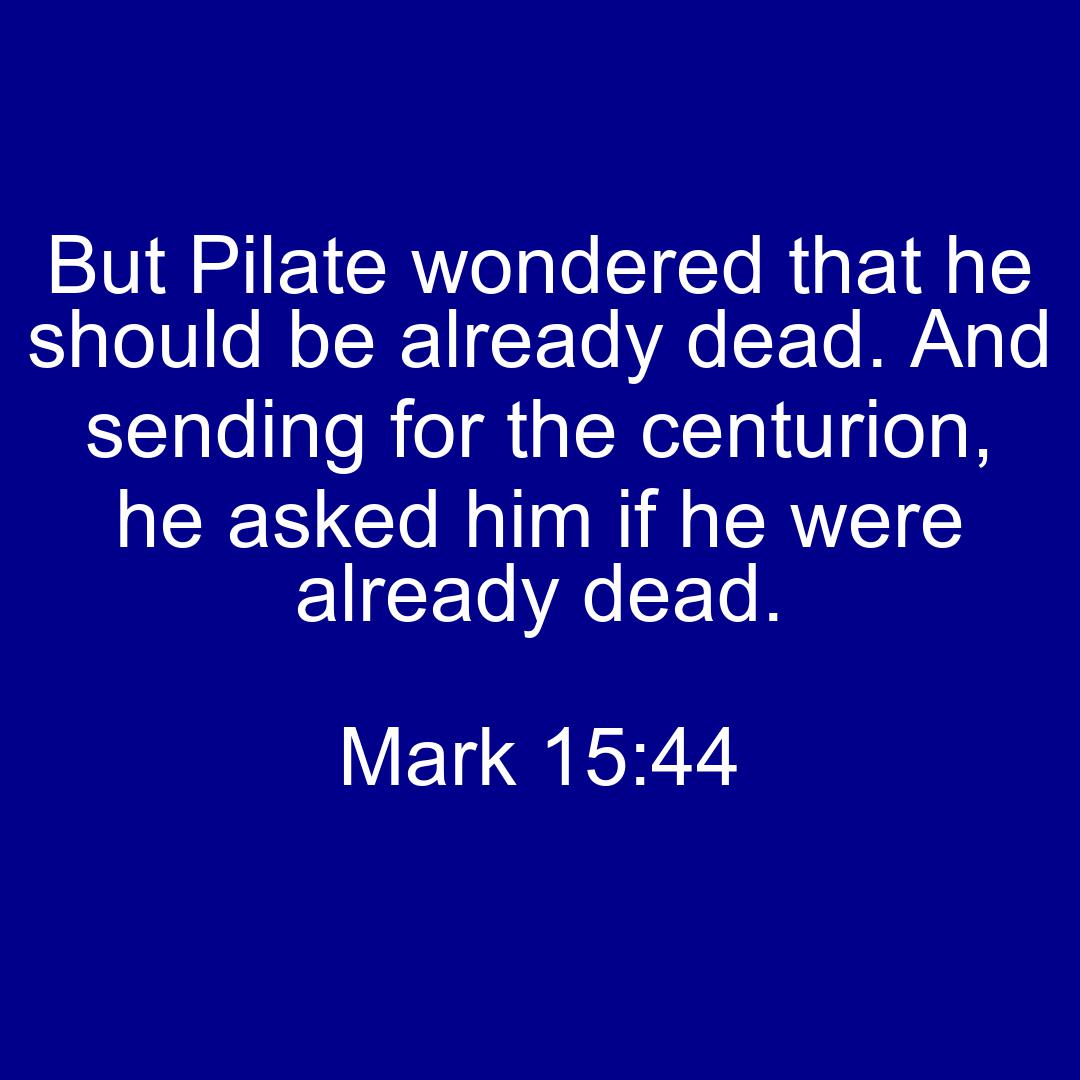 But Pilate wondered that he
should be already dead. And
sending for the centurion,
he asked him if he were
already dead.
Mark 15:44